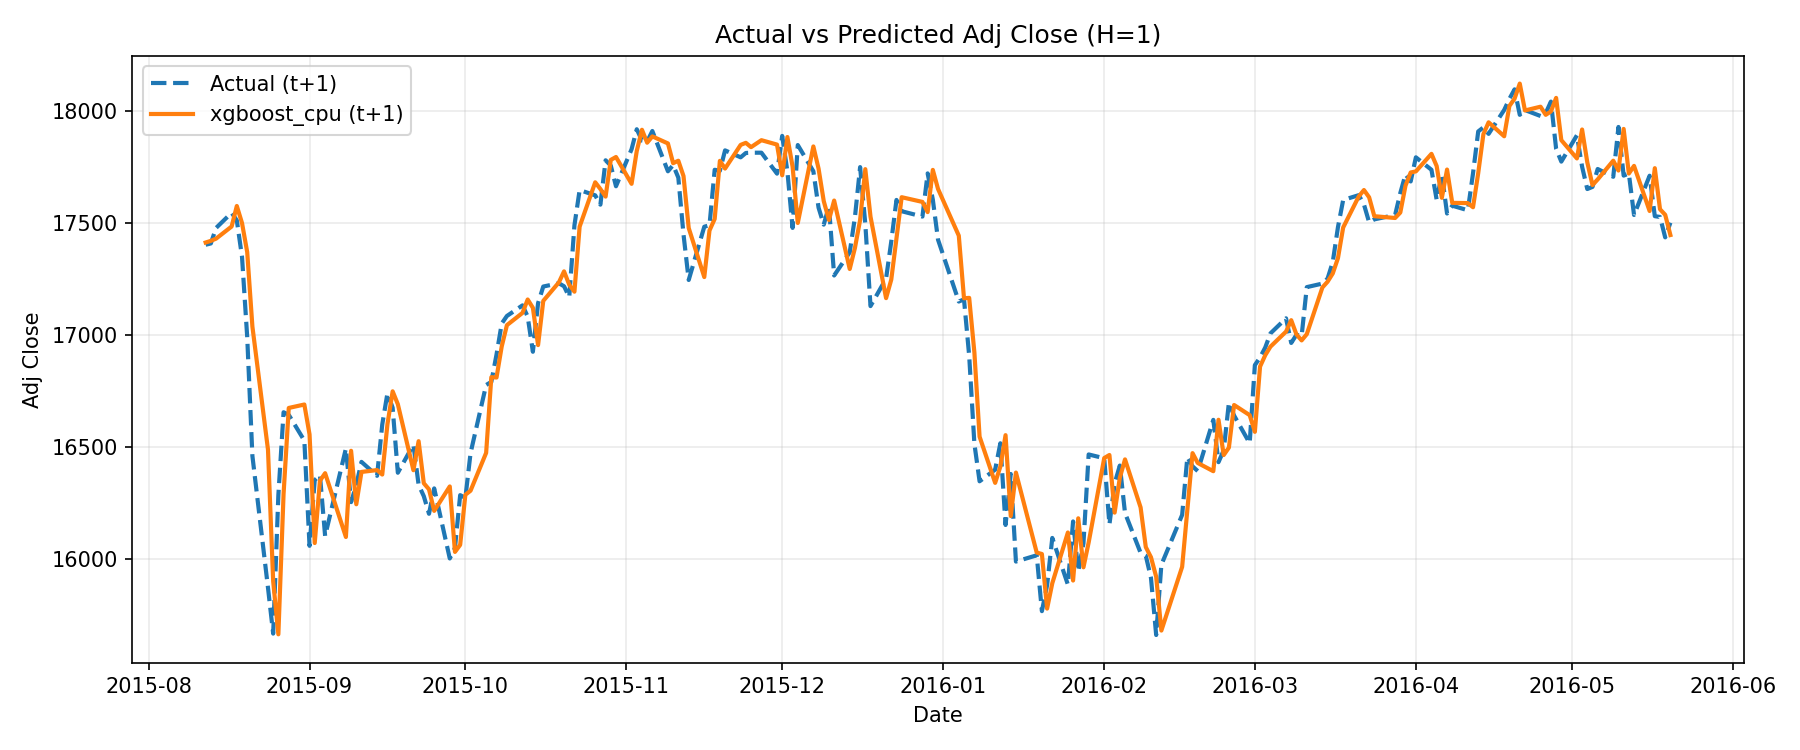 Actual vs Predicted Adj Close (H=1)
Actual (t+1)
xgboost_cpu (t+1)
Adj Close
18000
17500
17000
16500
16000
2015-08 2015-09 2015-10 2015-11 2015-12 2016-01 2016-02 2016-03 2016-04 2016-05 2016-06
Date